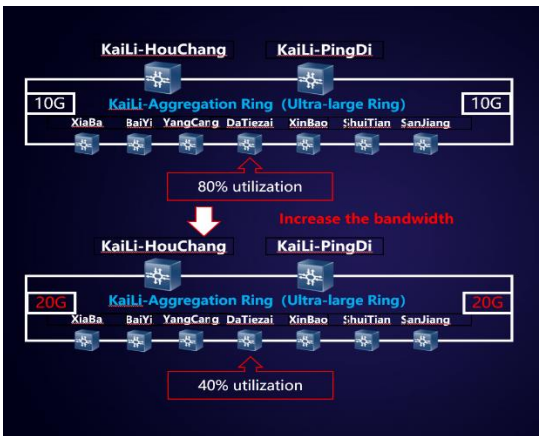 KaiLi-HouChang KaiLi-PingDi
10G KaiLi-Aggregation Ring (Ultra-large Ring) 10G
XiaBa BaiYi YangCang DaTiezai XinBao ShuiTian SanJiang
80% utilization
Increase the bandwidth
KaiLi-HouChang KaiLi-PingDi
20G KaiLi-Aggregation Ring (Ultra-large Ring) 20G
XiaBa BaiYi YangCang DaTiezai XinBao ShuiTian SanJiang
40% utilization